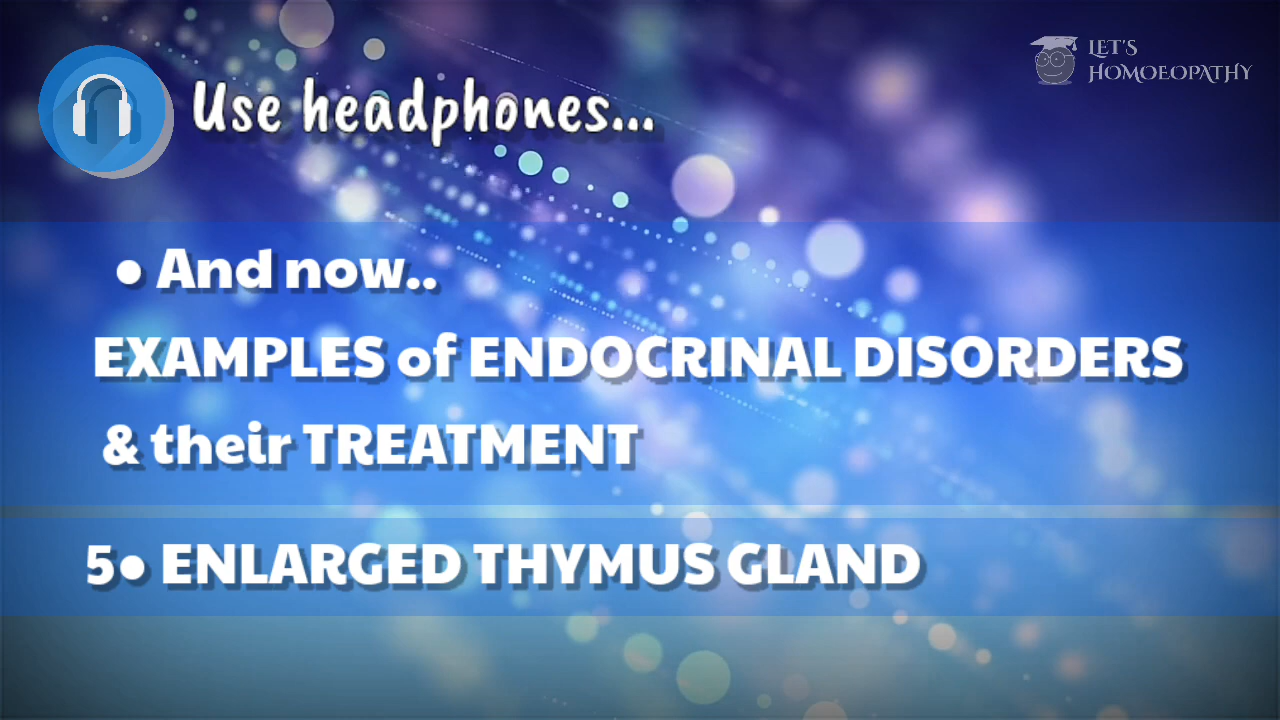 LET'S
HOMOEOPATHY
Use headphones...
● And now..
EXAMPLES of ENDOCRINAL DISORDERS
& their TREATMENT
5● ENLARGED THYMUS GLAND